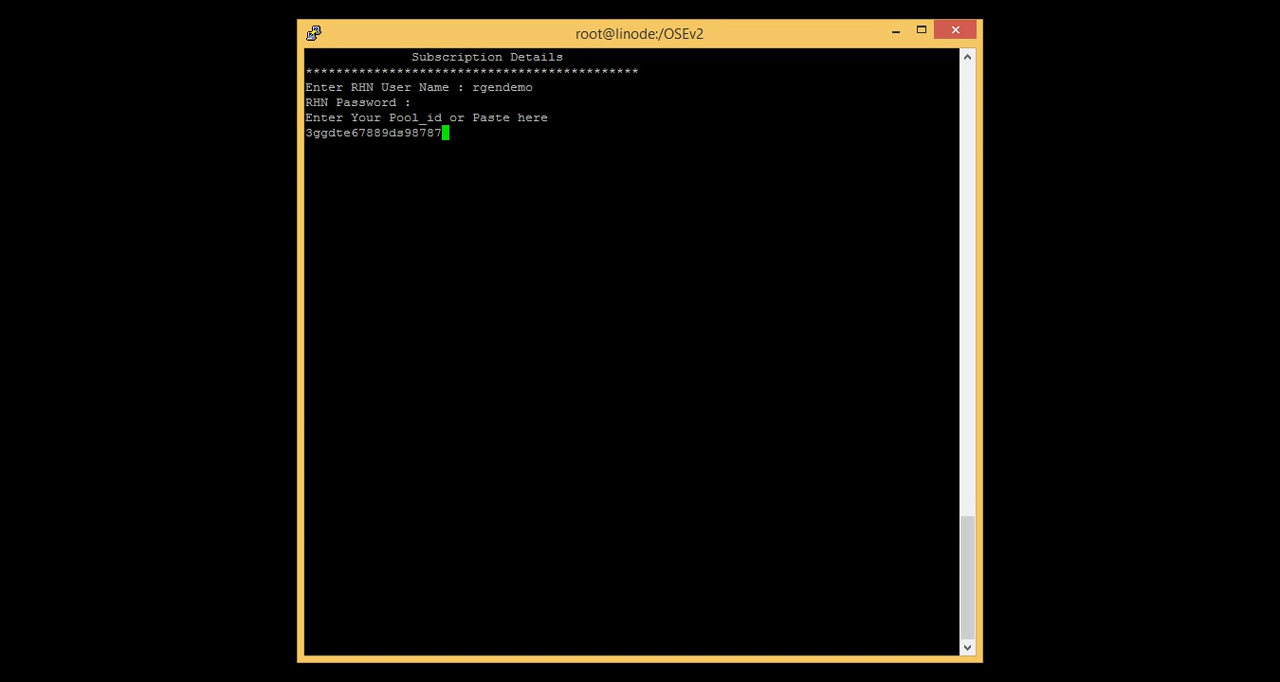 root@linode:/OSEv2
Subscription Details
********************************************
Enter RHN User Name : rgendemo
RHN Password :
Enter Your Pool_id or Paste here
3ggdte67889ds98787